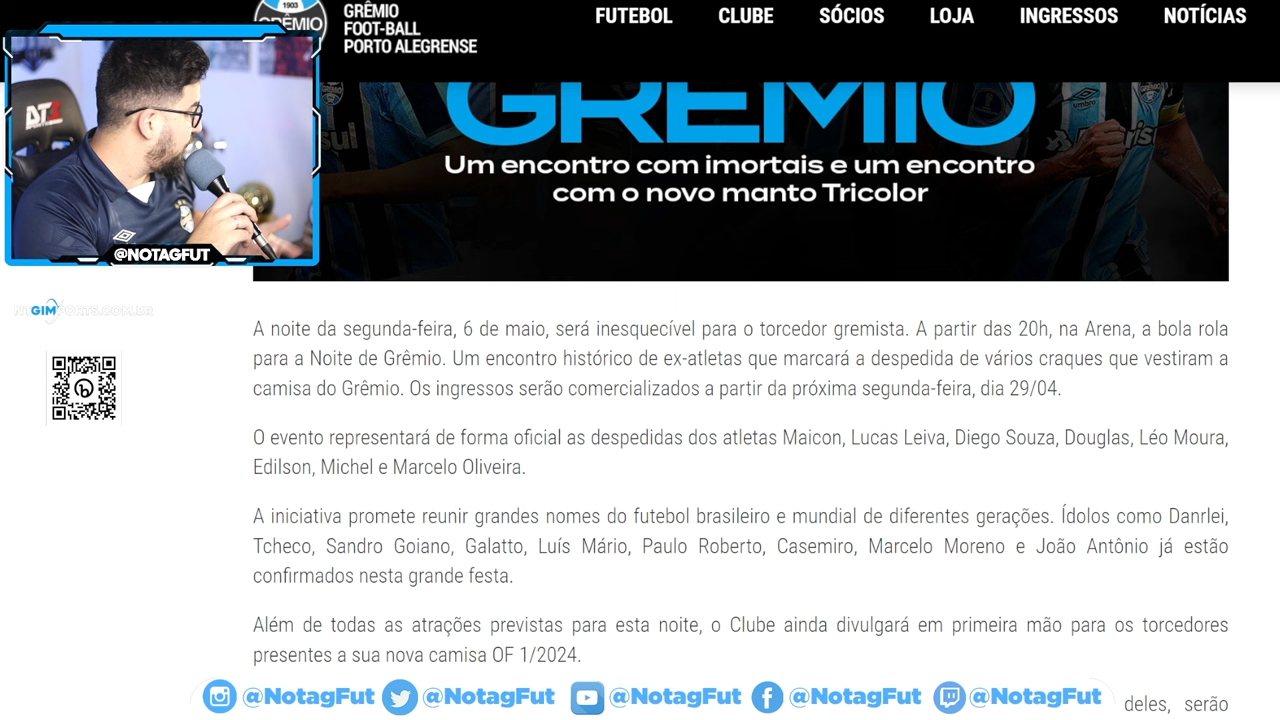 1903
GRÊMIO
GRÊMIO
FOOT-BALL
PORTO ALEGRENSE
FUTEBOL CLUBE SÓCIOS LOJA INGRESSOS NOTÍCIAS
GRÊMIO
umbro
Um encontro com imortais e um encontro
com o novo manto Tricolor
@NOTAGFUT
A noite da segunda-feira, 6 de maio, será inesquecível para o torcedor gremista. A partir das 20h, na Arena, a bola rola
para a Noite de Grêmio. Um encontro histórico de ex-atletas que marcará a despedida de vários craques que vestiram a
camisa do Grêmio. Os ingressos serão comercializados a partir da próxima segunda-feira, dia 29/04.
O evento representará de forma oficial as despedidas dos atletas Maicon, Lucas Leiva, Diego Souza, Douglas, Léo Moura,
Edilson, Michel e Marcelo Oliveira.
A iniciativa promete reunir grandes nomes do futebol brasileiro e mundial de diferentes gerações. Ídolos como Danrlei,
Tcheco, Sandro Goiano, Galatto, Luís Mário, Paulo Roberto, Casemiro, Marcelo Moreno e João Antônio já estão
confirmados nesta grande festa.
Além de todas as atrações previstas para esta noite, o Clube ainda divulgará em primeira mão para os torcedores
presentes a sua nova camisa OF 1/2024.
@NotagFut @NotagFut @NotagFut @NotagFut @NotagFut
deles, serão